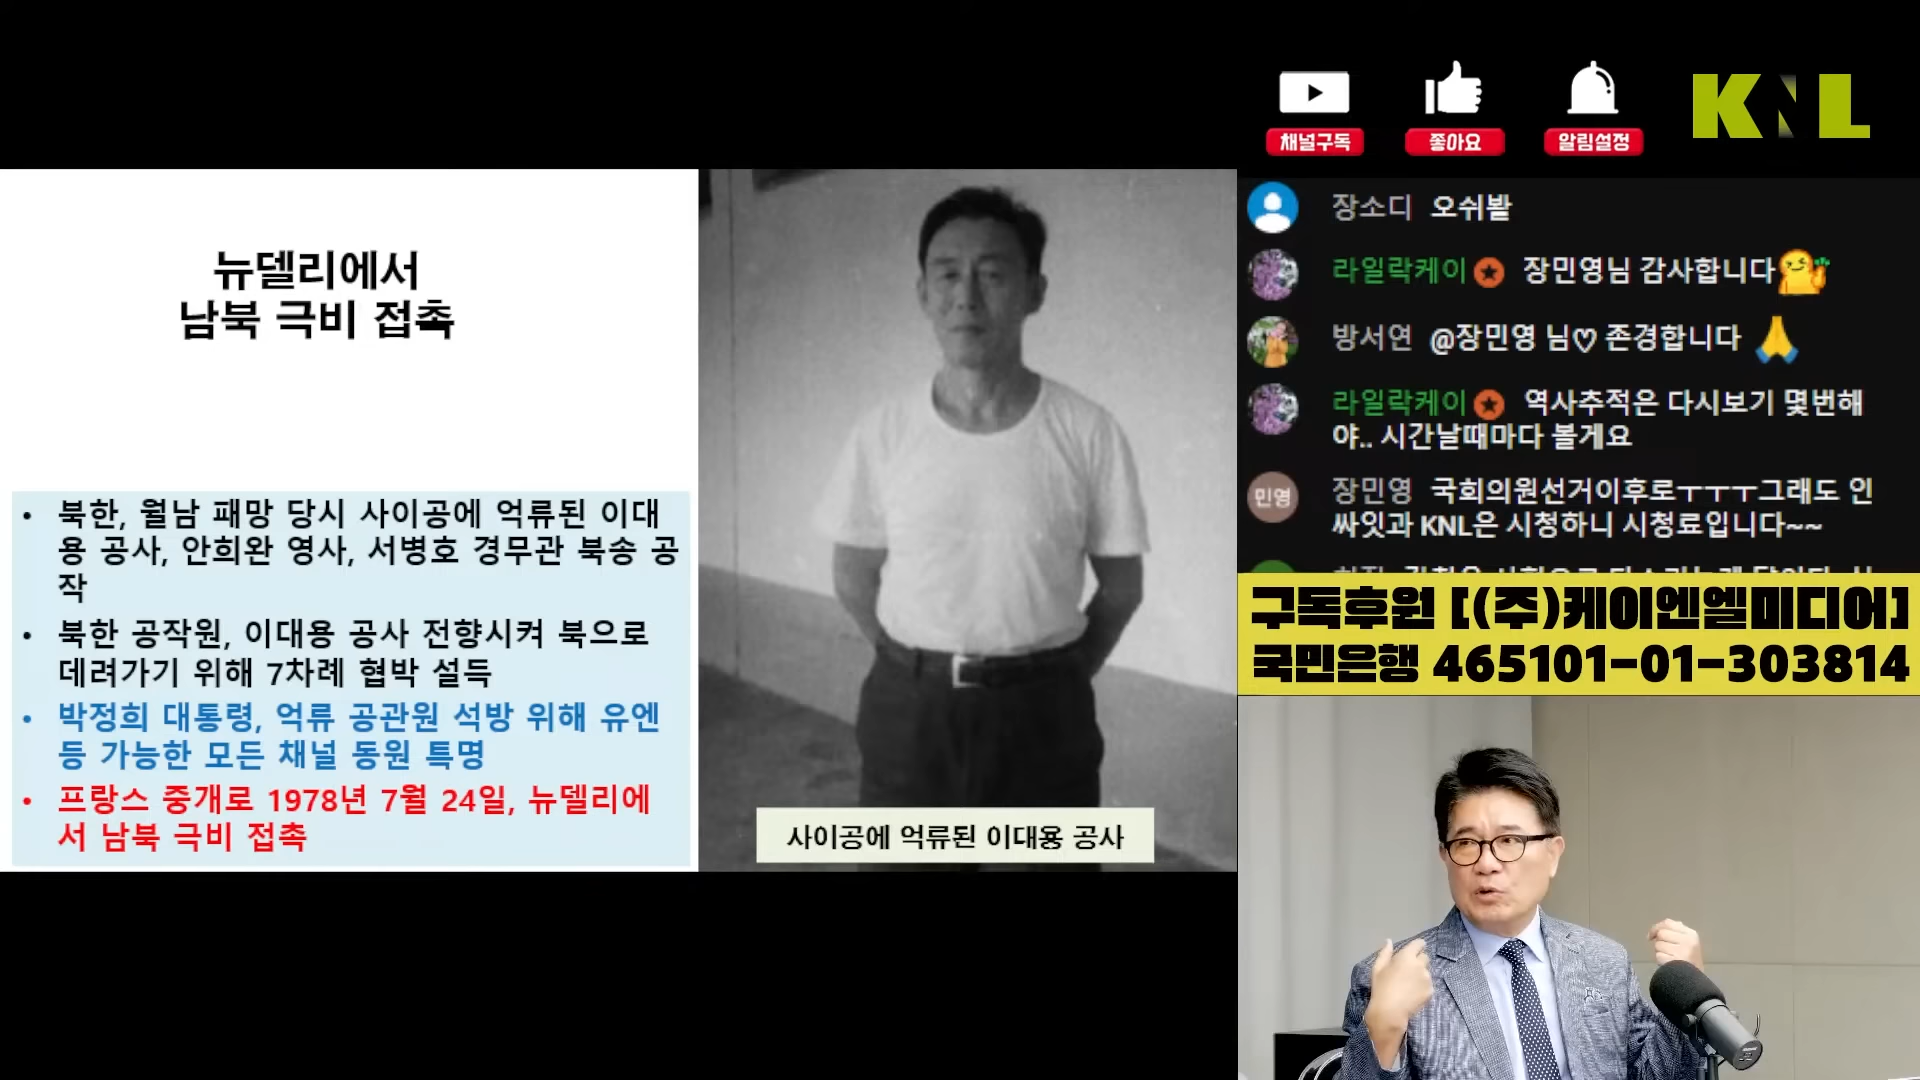 뉴델리에서
남북 극비 접촉
• 북한, 월남 패망 당시 사이공에 억류된 이대
용 공사, 안희완 영사, 서병호 경무관 북송 공
작
• 북한 공작원, 이대용 공사 전향시켜 북으로
데려가기 위해 7차례 협박 설득
• 박정희 대통령, 억류 공관원 석방 위해 유엔
등 가능한 모든 채널 동원 특명
• 프랑스 중개로 1978년 7월 24일, 뉴델리에
서 남북 극비 접촉
사이공에 억류된 이대용 공사
채널구독
좋아요
알림설정
KNL
장소디 오쉬봩
라일락케이 장민영님 감사합니다
방서연 @장민영 님♡ 존경합니다
라일락케이 역사추적은 다시보기 몇번해
야.. 시간날때마다 볼게요
민영
장민영 국회의원선거이후로ㅜㅜㅜ그래도 인
싸잇과 KNL은 시청하니 시청료입니다~~
구독후원 [(주)케이엔엘미디어]
국민은행 465101-01-303814